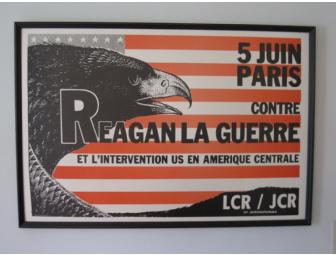 5 JUIN
PARIS
CONTRE
REAGAN LA GUERRE
ET L'INTERVENTION US EN AMERIQUE CENTRALE
LCR / JCR